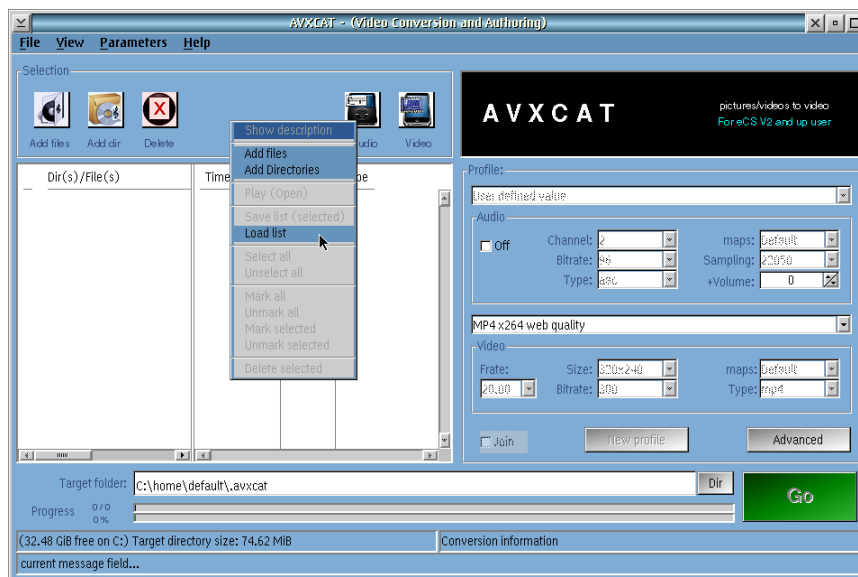 AVXCAT - (Video Conversion and Authoring)
File View Parameters Help
Selection
Add files Add dir Delete Video
AVXCAT
pictures/videos to video
For eCS V2 and up user
Show description
Add files
Add Directories
Play (Open)
Save list (selected)
Load list
Select all
Unselect all
Mark all
Unmark all
Mark selected
Unmark selected
Delete selected
Dir(s)/File(s)
Profile:
User defined value
Audio
Off
Channel: 2
maps: Default
Bitrate: 96
Sampling: 22050
Type: aac
+Volume: 0
MP4 x264 web quality
Video
Frate:
Size: 320x240
maps: Default
20.00
Bitrate: 300
Type: mp4
Join
New profile
Advanced
Target folder: C:\home\default\.avxcat
Dir
Go
Progress
0/0
0 %
(32.48 GiB free on C:) Target directory size: 74.62 MiB
Conversion information
current message field...